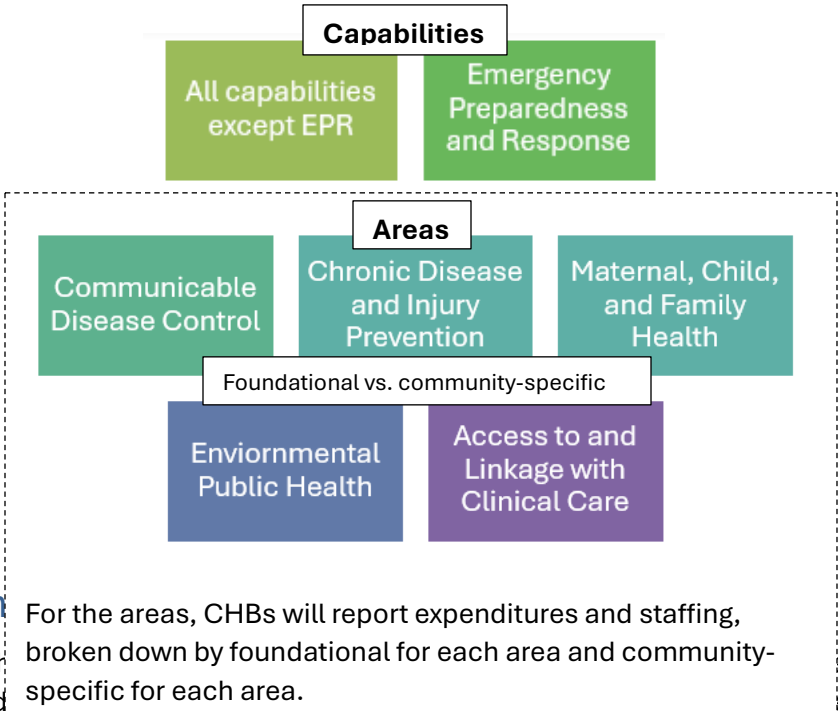 Capabilities
All capabilities
except EPR
Emergency
Preparedness
and Response
Areas
Communicable
Disease Control
Chronic Disease
and Injury
Prevention
Maternal, Child,
and Family
Health
Foundational vs. community-specific
Enviornmental
Public Health
Access to and
Linkage with
Clinical Care
For the areas, CHBs will report expenditures and staffing,
broken down by foundational for each area and community-
specific for each area.